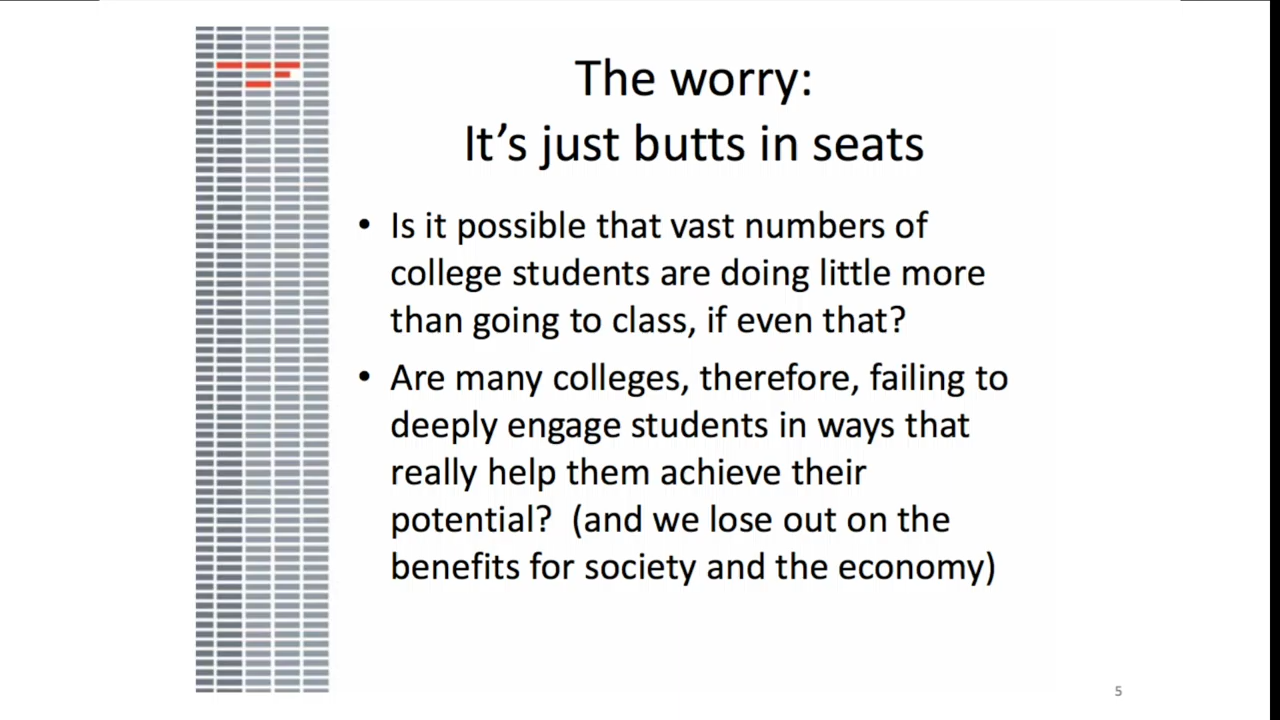 The worry:
It’s just butts in seats
• Is it possible that vast numbers of
college students are doing little more
than going to class, if even that?
• Are many colleges, therefore, failing to
deeply engage students in ways that
really help them achieve their
potential?  (and we lose out on the
benefits for society and the economy)
5